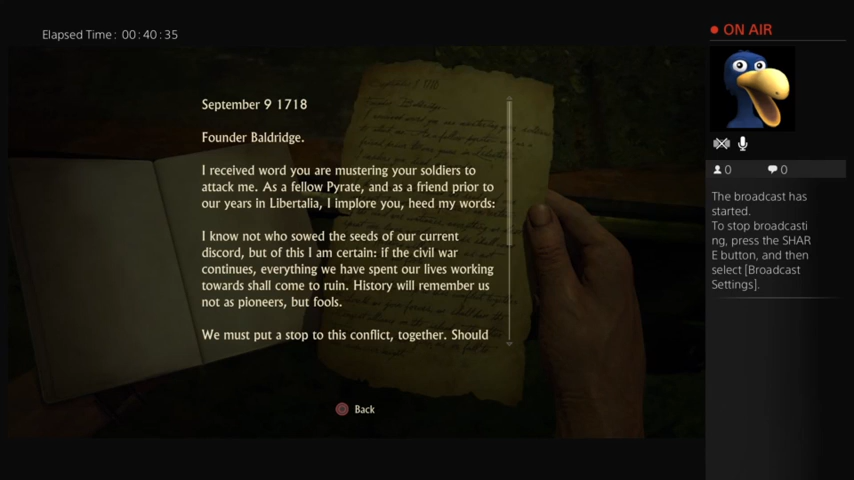 Elapsed Time: 00:40:35
ON AIR
0
0
The broadcast has
started.
To stop broadcasti
ng, press the SHAR
E button, and then
select [Broadcast
Settings].
September 9 1718
Founder Baldridge.
I received word you are mustering your soldiers to
attack me. As a fellow Pyrate, and as a friend prior to
our years in Libertalia, I implore you, heed my words:
I know not who sowed the seeds of our current
discord, but of this I am certain: if the civil war
continues, everything we have spent our lives working
towards shall come to ruin. History will remember us
not as pioneers, but fools.
We must put a stop to this conflict, together. Should
Back